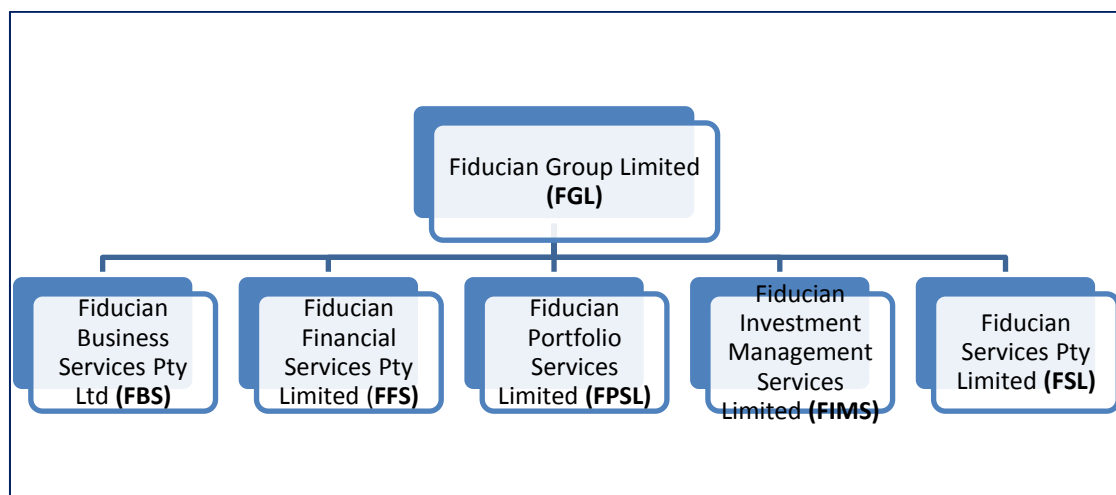 Fiducian Group Limited
(FGL)
Fiducian
Business
Services Pty
Ltd (FBS)
Fiducian
Financial
Services Pty
Limited (FFS)
Fiducian
Portfolio
Services
Limited (FPSL)
Fiducian
Investment
Management
Services
Limited (FIMS)
Fiducian
Services Pty
Limited (FSL)